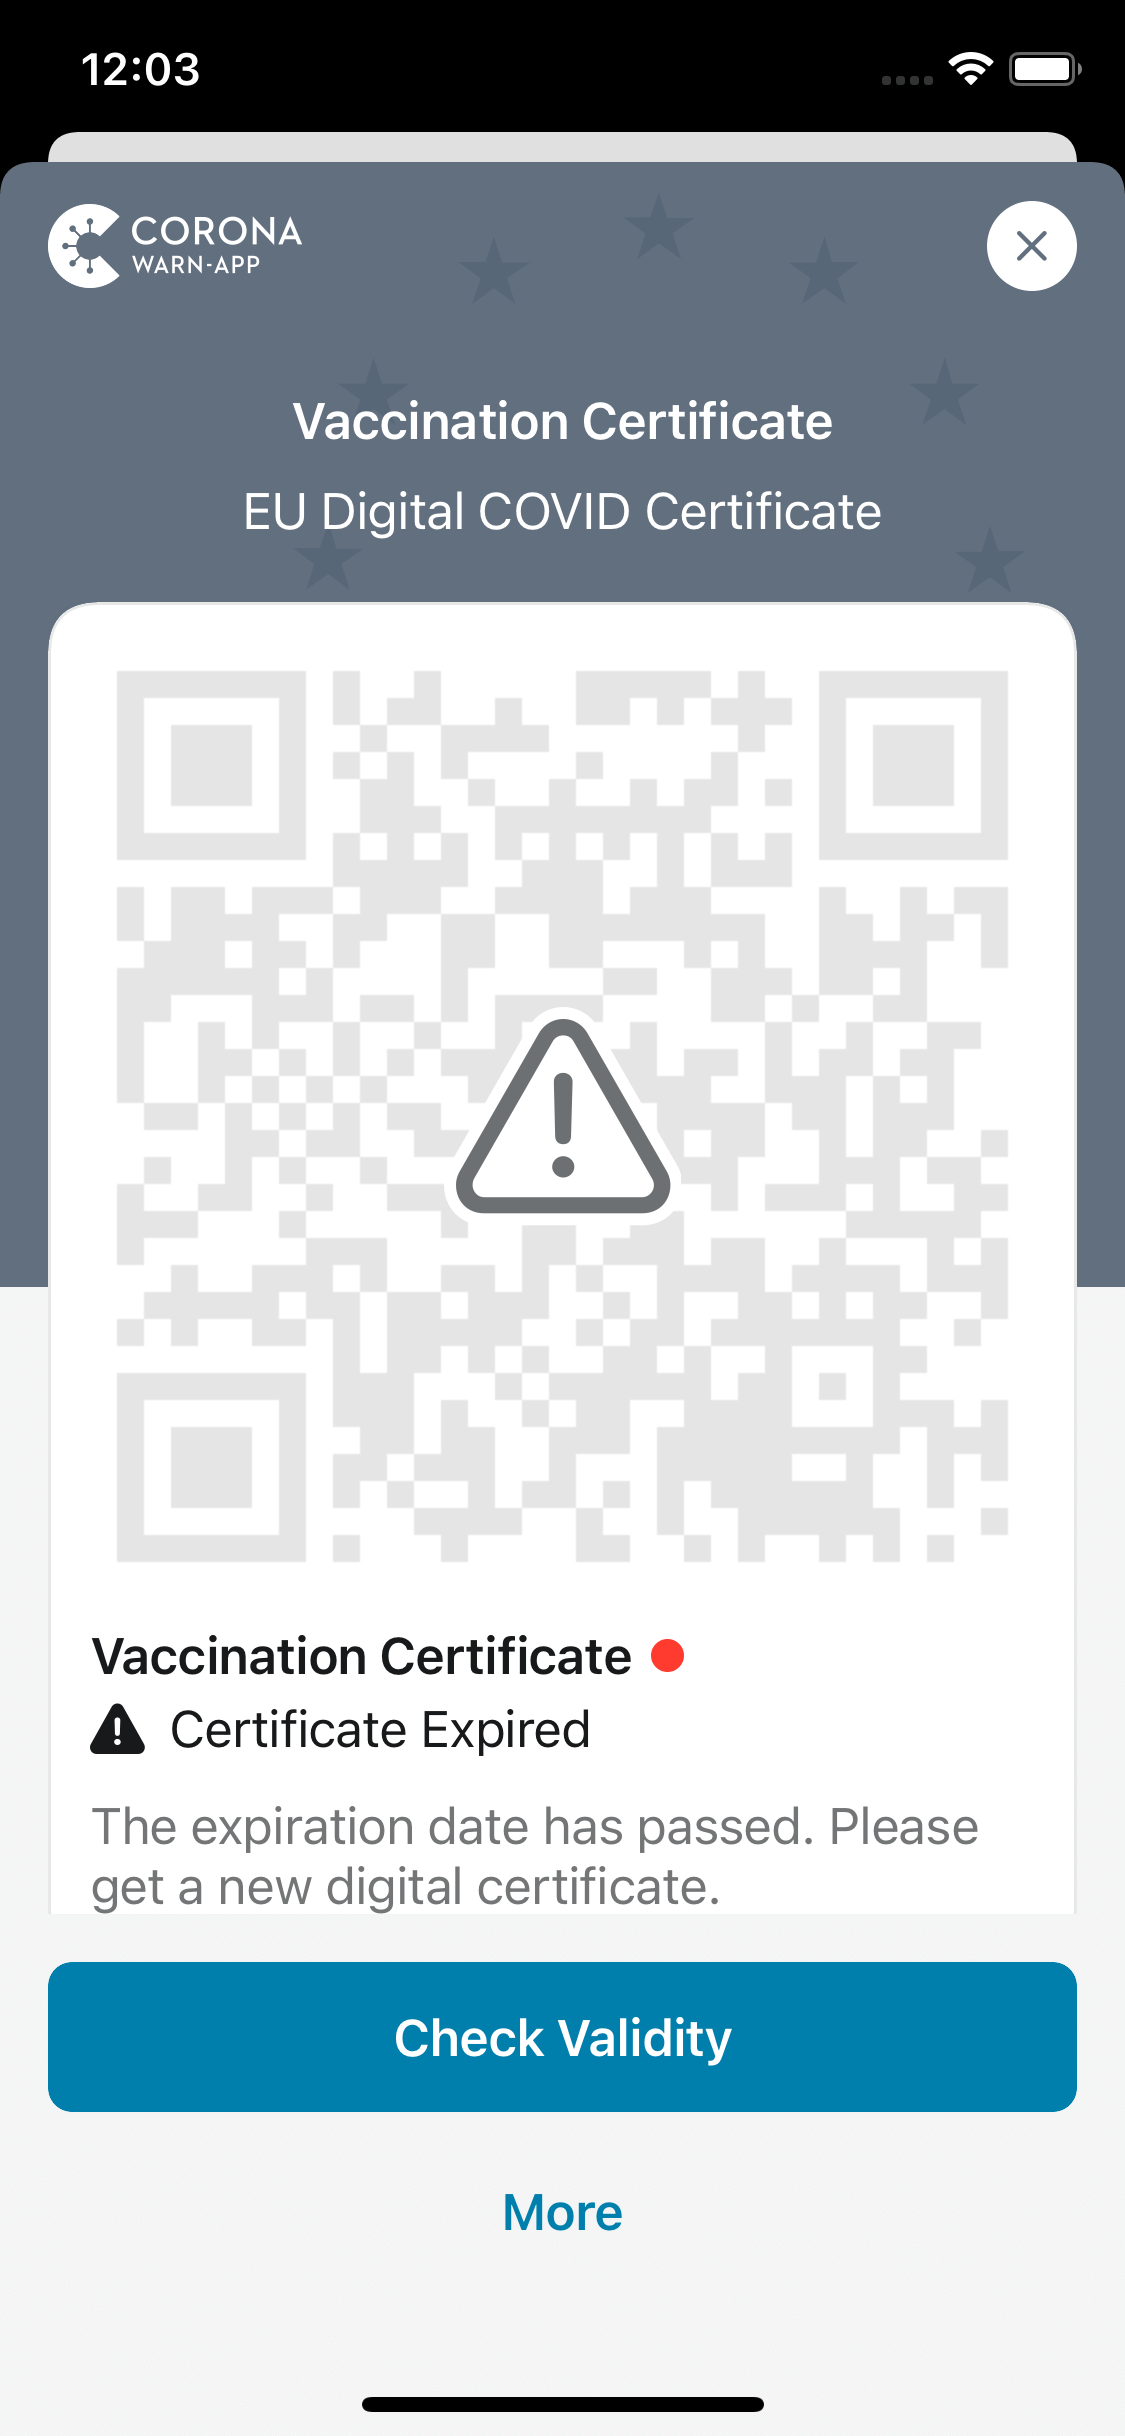 12:03
CORONA
WARN-APP
Vaccination Certificate
EU Digital COVID Certificate
Vaccination Certificate
Certificate Expired
The expiration date has passed. Please
get a new digital certificate.
Check Validity
More